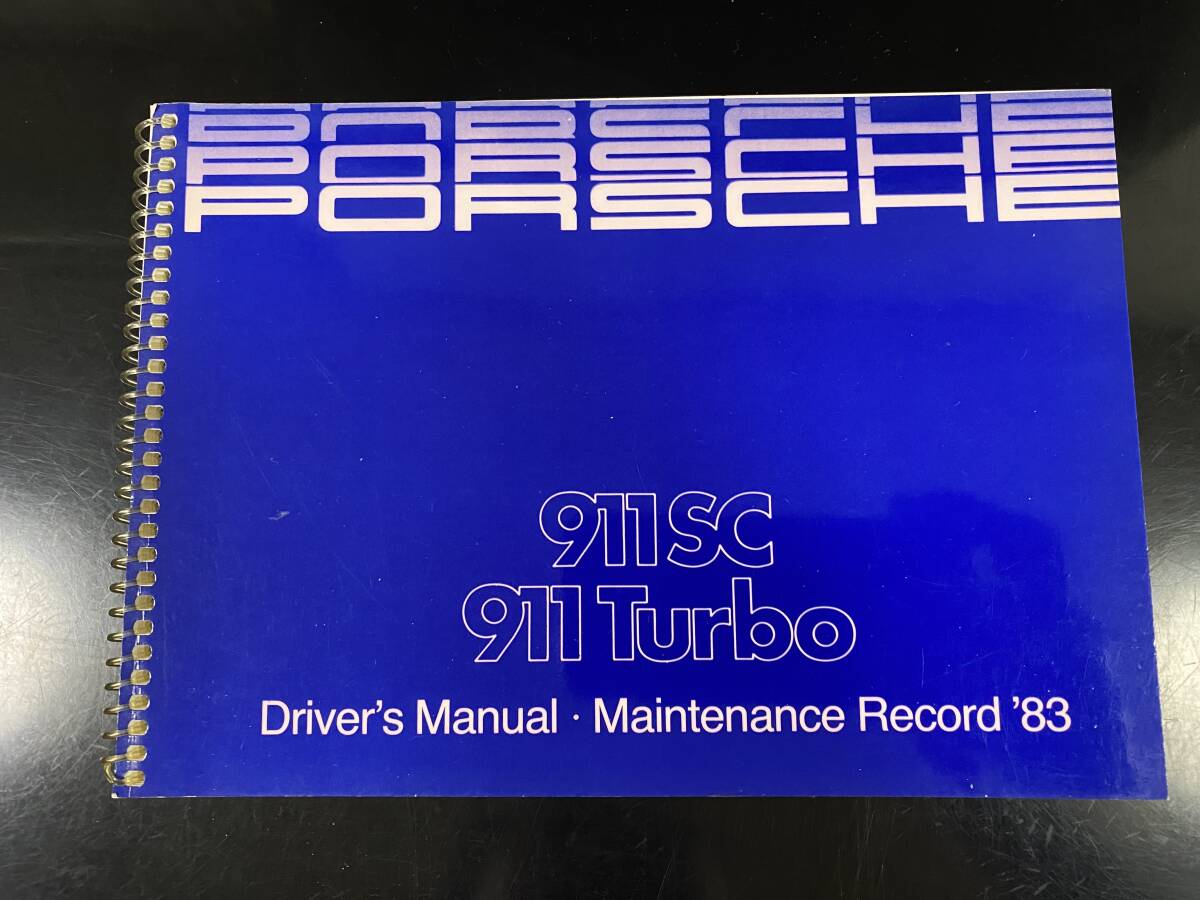 PORSCHE
PORSCHE
PORSCHE
911 SC
911 Turbo
Driver's Manual · Maintenance Record '83